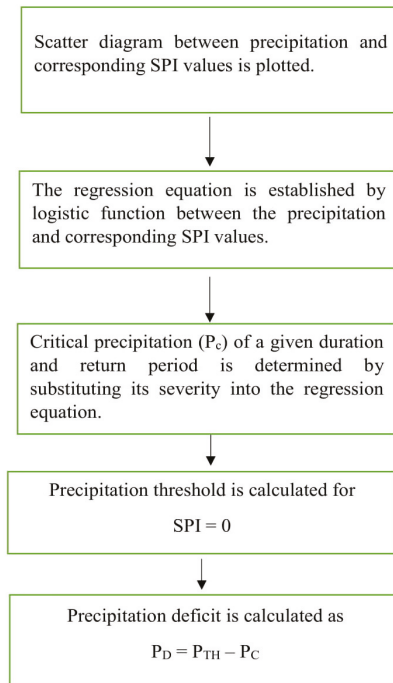 Scatter diagram between precipitation and
corresponding SPI values is plotted.
The regression equation is established by
logistic function between the precipitation
and corresponding SPI values.
Critical precipitation (Pc) of a given duration
and return period is determined by
substituting its severity into the regression
equation.
Precipitation threshold is calculated for
SPI = 0
Precipitation deficit is calculated as
PD = PTH – PC